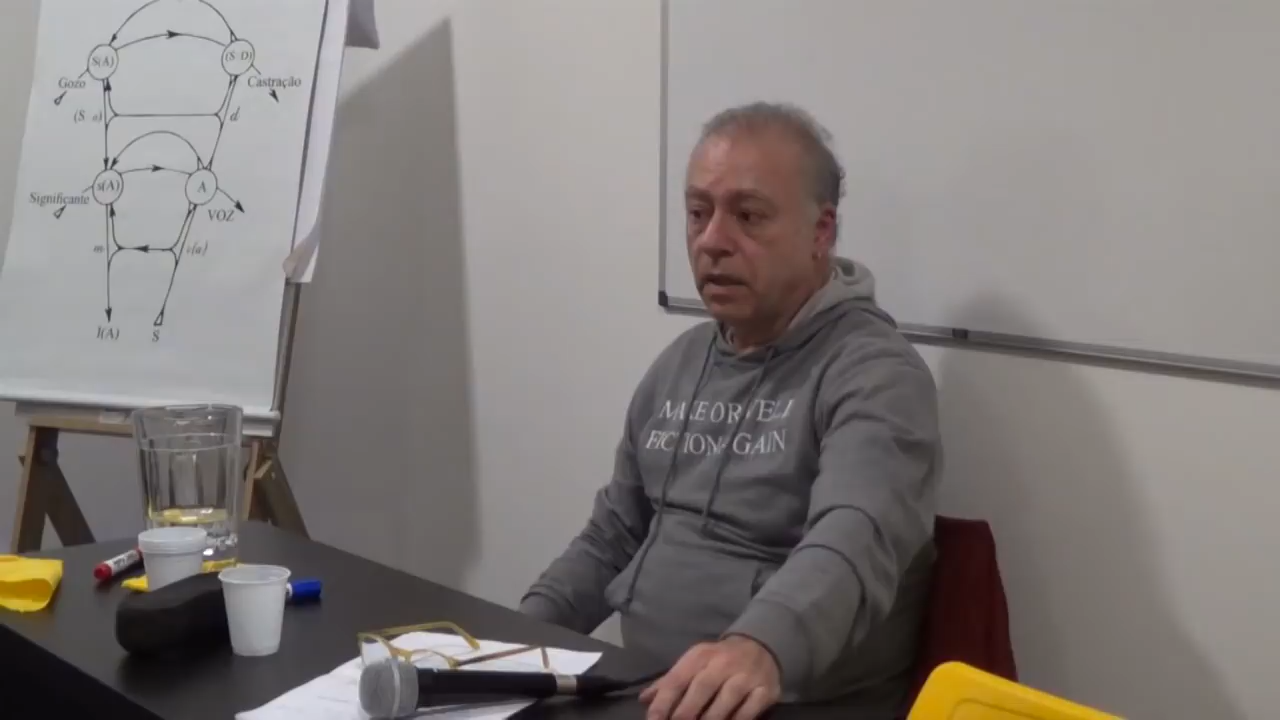 S(A)
(S D)
Gozo
Castração
(S a)
d
s(A)
A
Significante
VOZ
m
i(a)
I(A)
S
MAKE ORWELL
FICTION AGAIN